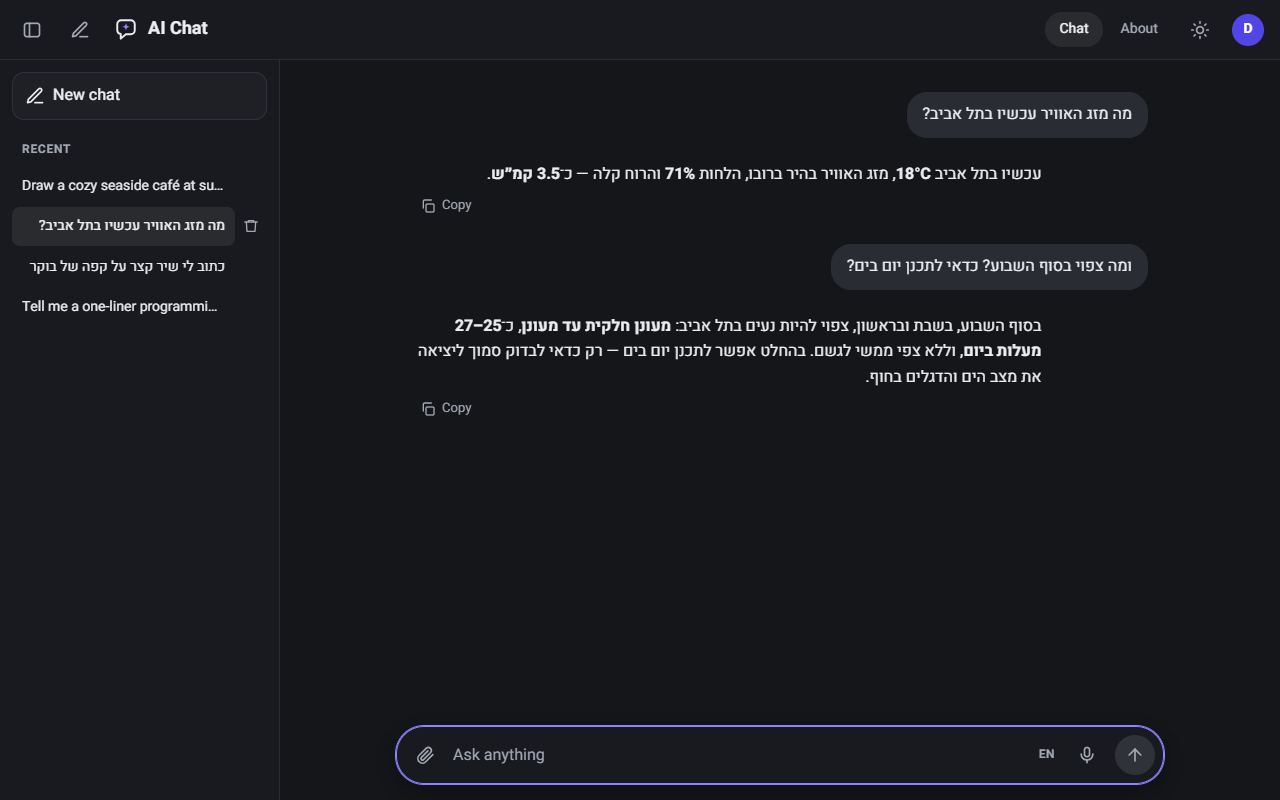 AI Chat
Chat
About
D
New chat
RECENT
Draw a cozy seaside café at su...
מה מזג האוויר עכשיו בתל אביב?
כתוב לי שיר קצר על קפה של בוקר
Tell me a one-liner programmi...
מה מזג האוויר עכשיו בתל אביב?
עכשיו בתל אביב 18°C, מזג האוויר בהיר ברובו, הלחות 71% והרוח קלה — כ־3.5 קמ״ש.
Copy
ומה צפוי בסוף השבוע? כדאי לתכנן יום בים?
בסוף השבוע, בשבת ובראשון, צפוי להיות נעים בתל אביב: מעונן חלקית עד מעונן, כ־25–27
מעלות ביום, וללא צפי ממשי לגשם. בהחלט אפשר לתכנן יום בים — רק כדאי לבדוק סמוך ליציאה
את מצב הים והדגלים בחוף.
Copy
Ask anything
EN